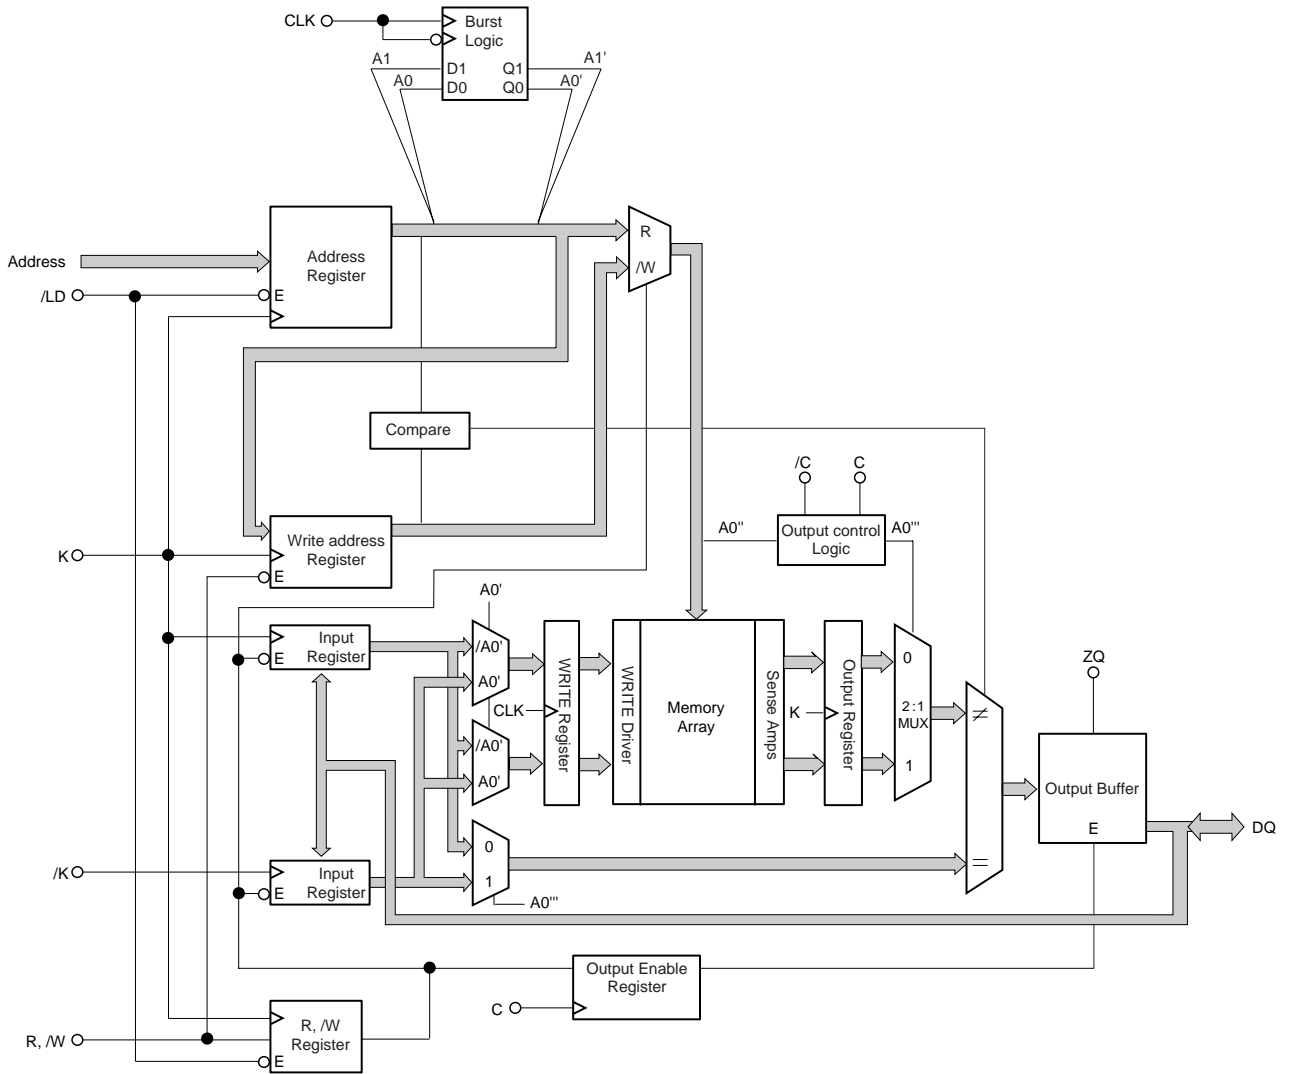 CLK
Burst
Logic
A1
A1'
D1
Q1
A0
A0'
D0
Q0
R
Address
Register
Address
/W
/LD
E
Compare
/C
C
A0''
Output control
Logic
A0'''
Write address
Register
K
E
A0'
Input
Register
E
/A0'
A0'
CLK
/A0'
A0'
WRITE Register
WRITE Driver
Memory
Array
Sense Amps
K
Output Register
0
2:1
MUX
1
≠
ZQ
Output Buffer
E
DQ
0
1
=
A0'''
/K
Input
Register
E
Output Enable
Register
C
R, /W
R, /W
Register
E